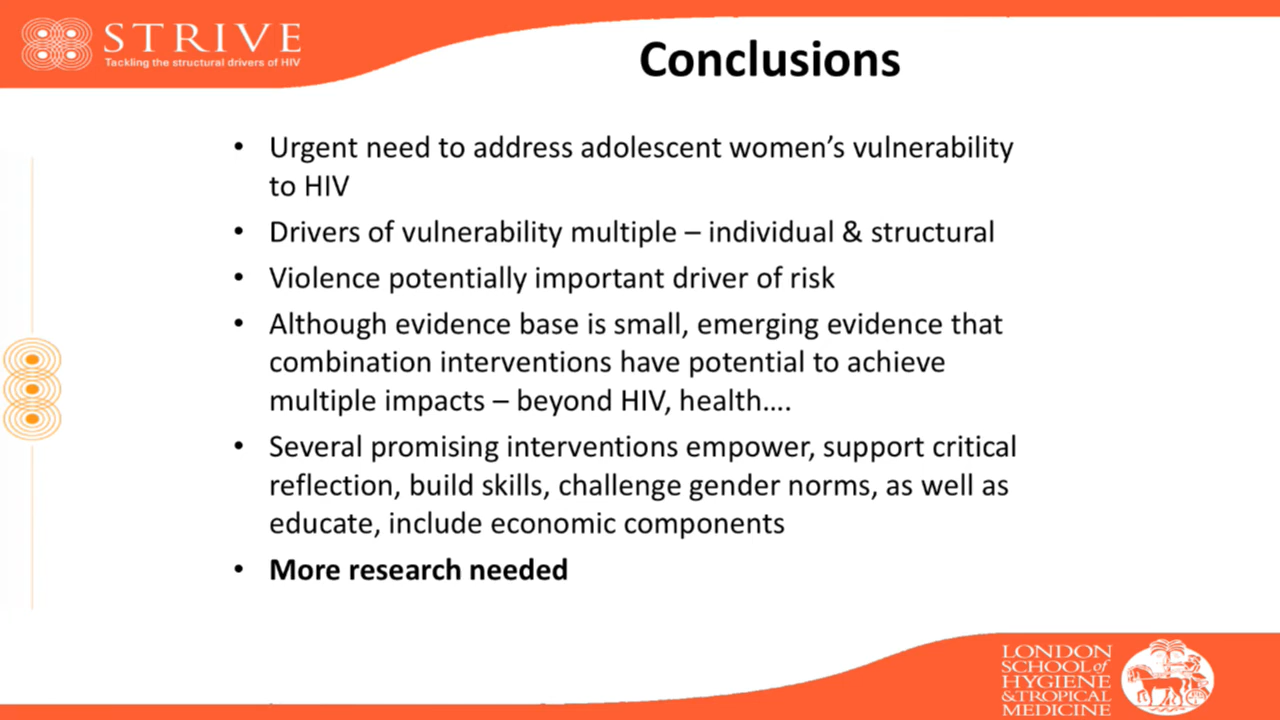 STRIVE
Tackling the structural drivers of HIV
Conclusions
• Urgent need to address adolescent women’s vulnerability
to HIV
• Drivers of vulnerability multiple – individual & structural
• Violence potentially important driver of risk
• Although evidence base is small, emerging evidence that
combination interventions have potential to achieve
multiple impacts – beyond HIV, health….
• Several promising interventions empower, support critical
reflection, build skills, challenge gender norms, as well as
educate, include economic components
• More research needed
LONDON
SCHOOL of
HYGIENE
& TROPICAL
MEDICINE